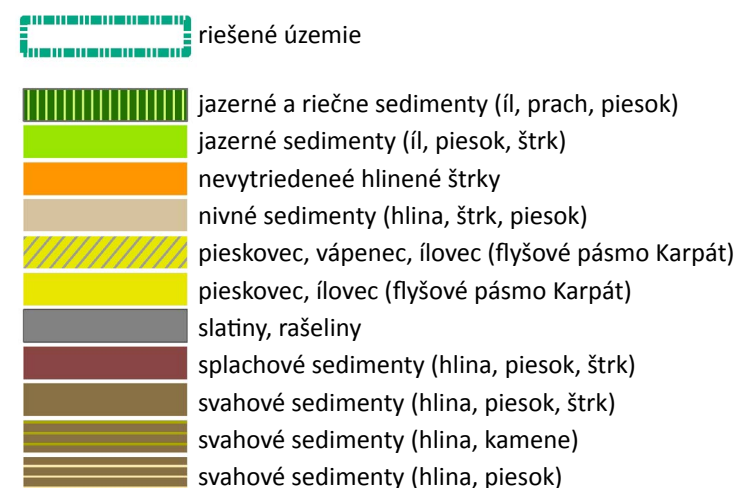 riešené územie
jazerné a riečne sedimenty (íl, prach, piesok)
jazerné sedimenty (íl, piesok, štrk)
nevytriedeneé hlinené štrky
nivné sedimenty (hlina, štrk, piesok)
pieskovec, vápenec, ílovec (flyšové pásmo Karpát)
pieskovec, ílovec (flyšové pásmo Karpát)
slatiny, rašeliny
splachové sedimenty (hlina, piesok, štrk)
svahové sedimenty (hlina, piesok, štrk)
svahové sedimenty (hlina, kamene)
svahové sedimenty (hlina, piesok)